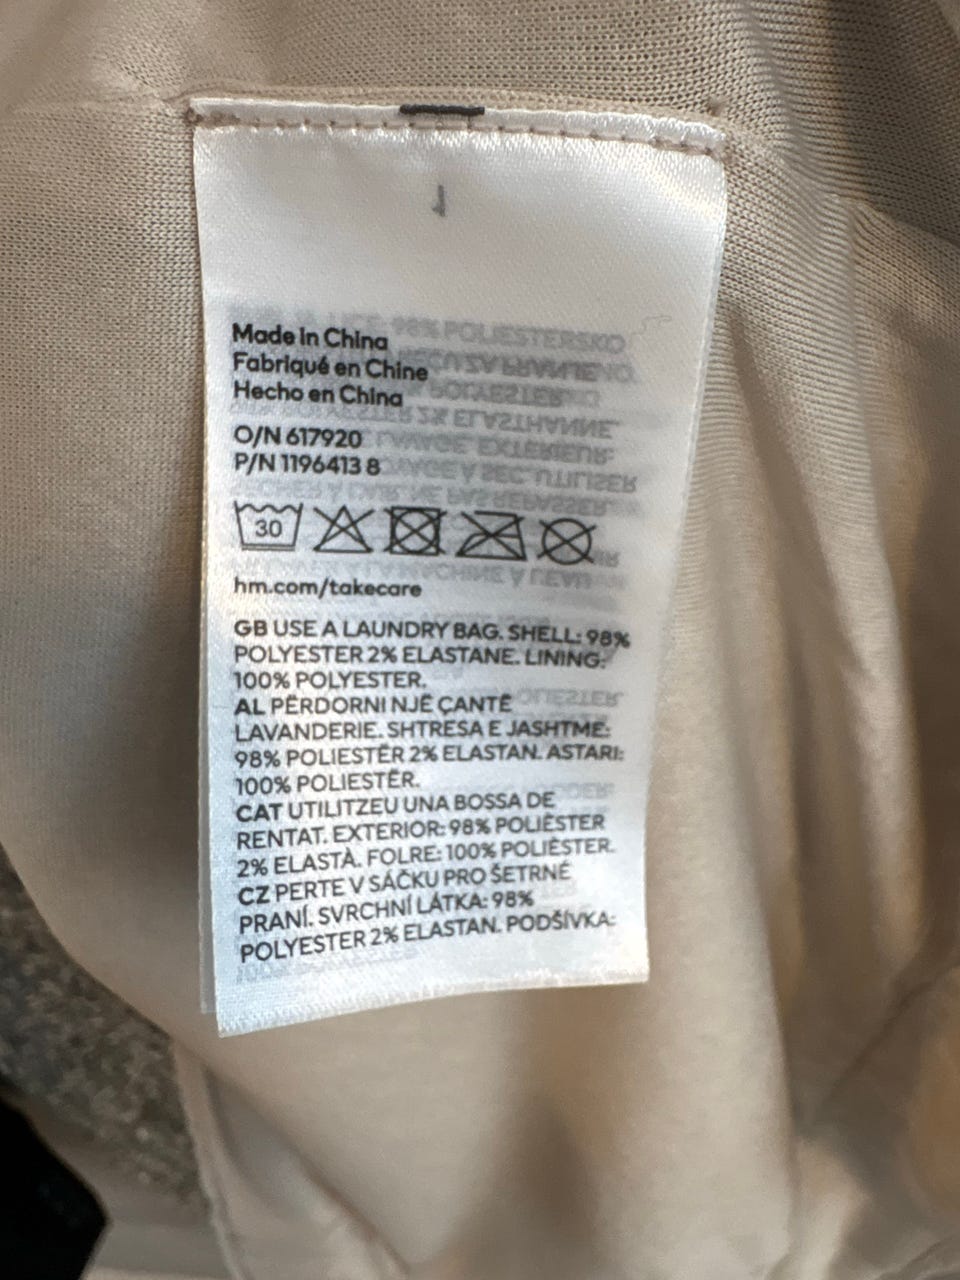 1
Made in China
Fabriqué en Chine
Hecho en China
O/N 617920
P/N 1196413 8
30
hm.com/takecare
GB USE A LAUNDRY BAG. SHELL: 98%
POLYESTER 2% ELASTANE. LINING:
100% POLYESTER.
AL PËRDORNI NJË ÇANTË
LAVANDERIE. SHTRESA E JASHTME:
98% POLIESTËR 2% ELASTAN. ASTARI:
100% POLIESTËR.
CAT UTILITZEU UNA BOSSA DE
RENTAT. EXTERIOR: 98% POLIÈSTER
2% ELASTÀ. FOLRE: 100% POLIÈSTER.
CZ PERTE V SÁČKU PRO ŠETRNÉ
PRANÍ. SVRCHNÍ LÁTKA: 98%
POLYESTER 2% ELASTAN. PODŠÍVKA: